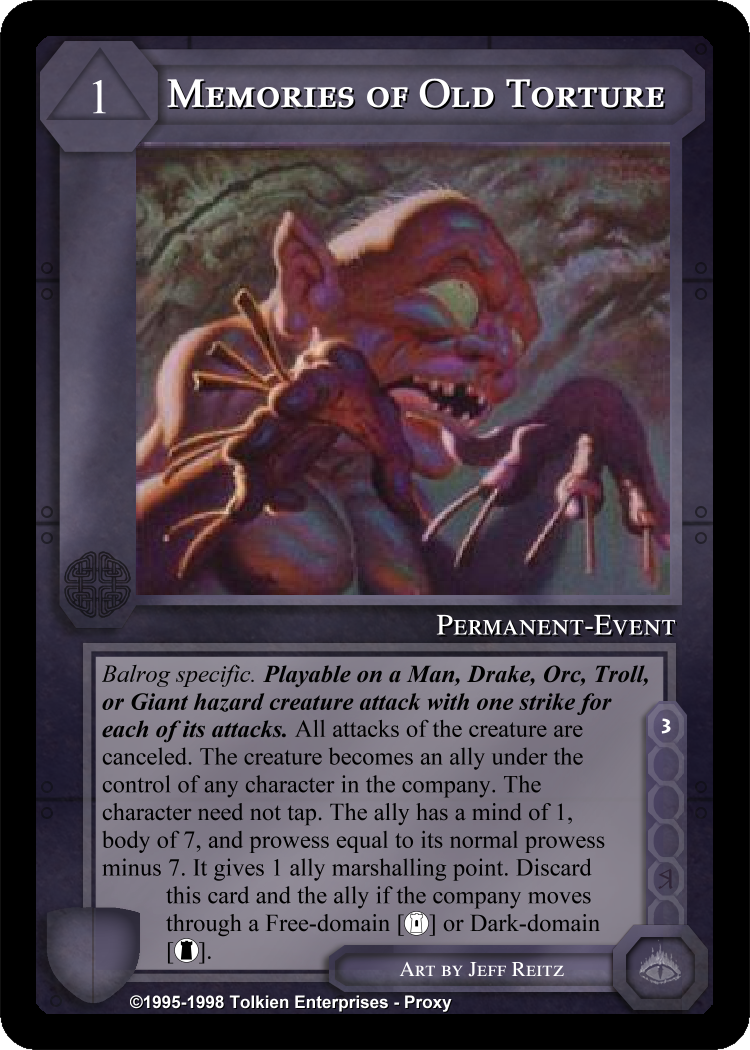 1
MEMORIES OF OLD TORTURE
PERMANENT-EVENT
Balrog specific. Playable on a Man, Drake, Orc, Troll,
or Giant hazard creature attack with one strike for
each of its attacks. All attacks of the creature are
canceled. The creature becomes an ally under the
control of any character in the company. The
character need not tap. The ally has a mind of 1,
body of 7, and prowess equal to its normal prowess
minus 7. It gives 1 ally marshalling point. Discard
this card and the ally if the company moves
through a Free-domain [] or Dark-domain
[].
3
ART BY JEFF REITZ
©1995-1998 Tolkien Enterprises - Proxy